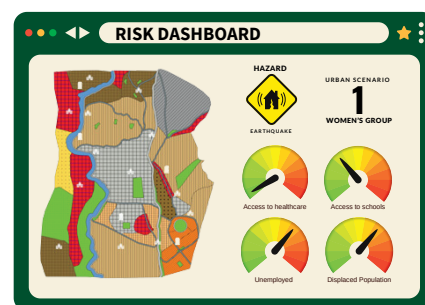 RISK DASHBOARD
HAZARD
EARTHQUAKE
URBAN SCENARIO
1
WOMEN'S GROUP
Access to healthcare
Access to schools
Unemployed
Displaced Population